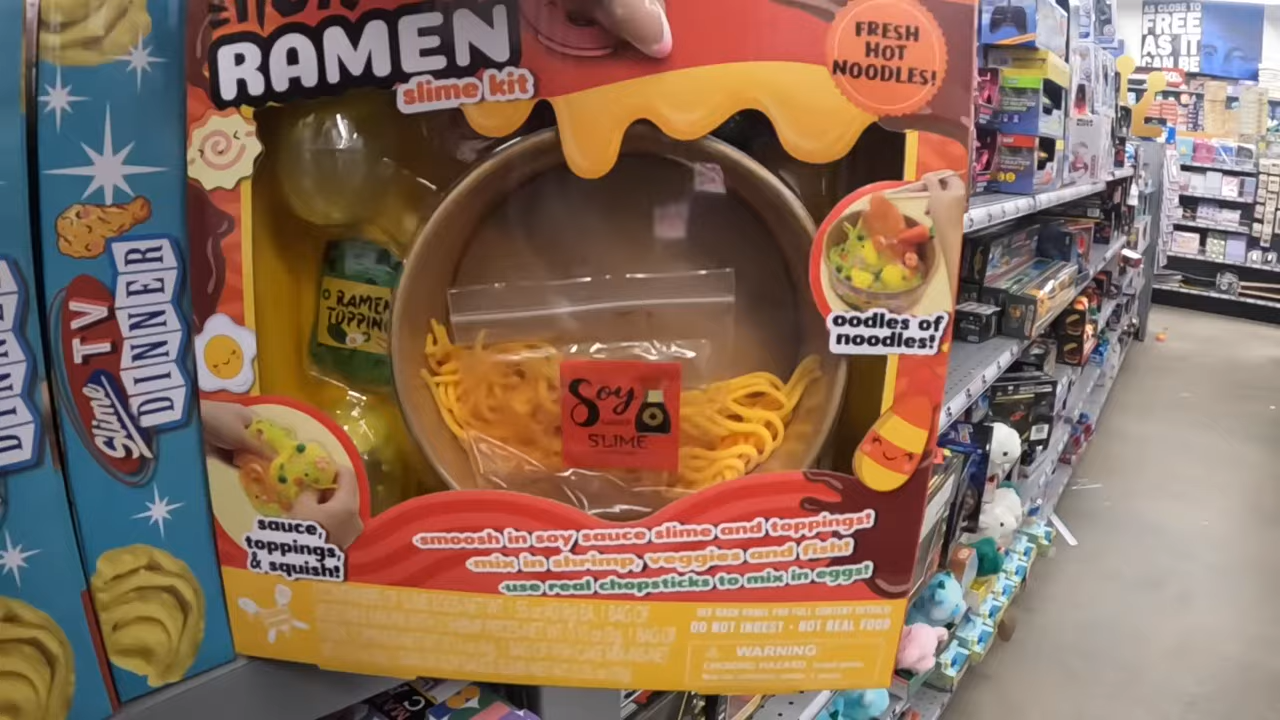 RAMEN
slime kit
FRESH
HOT
NOODLES!
AS CLOSE TO
FREE
AS IT
CAN BE
RAMEN
TOPPING
Slime TV
DINNER
Soy
SLIME
oodles of
noodles!
sauce,
toppings,
& squish!
•smoosh in soy sauce slime and toppings!
•mix in shrimp, veggies and fish!
•use real chopsticks to mix in eggs!
DO NOT INGEST • NOT REAL FOOD
WARNING
CHOKING HAZARD